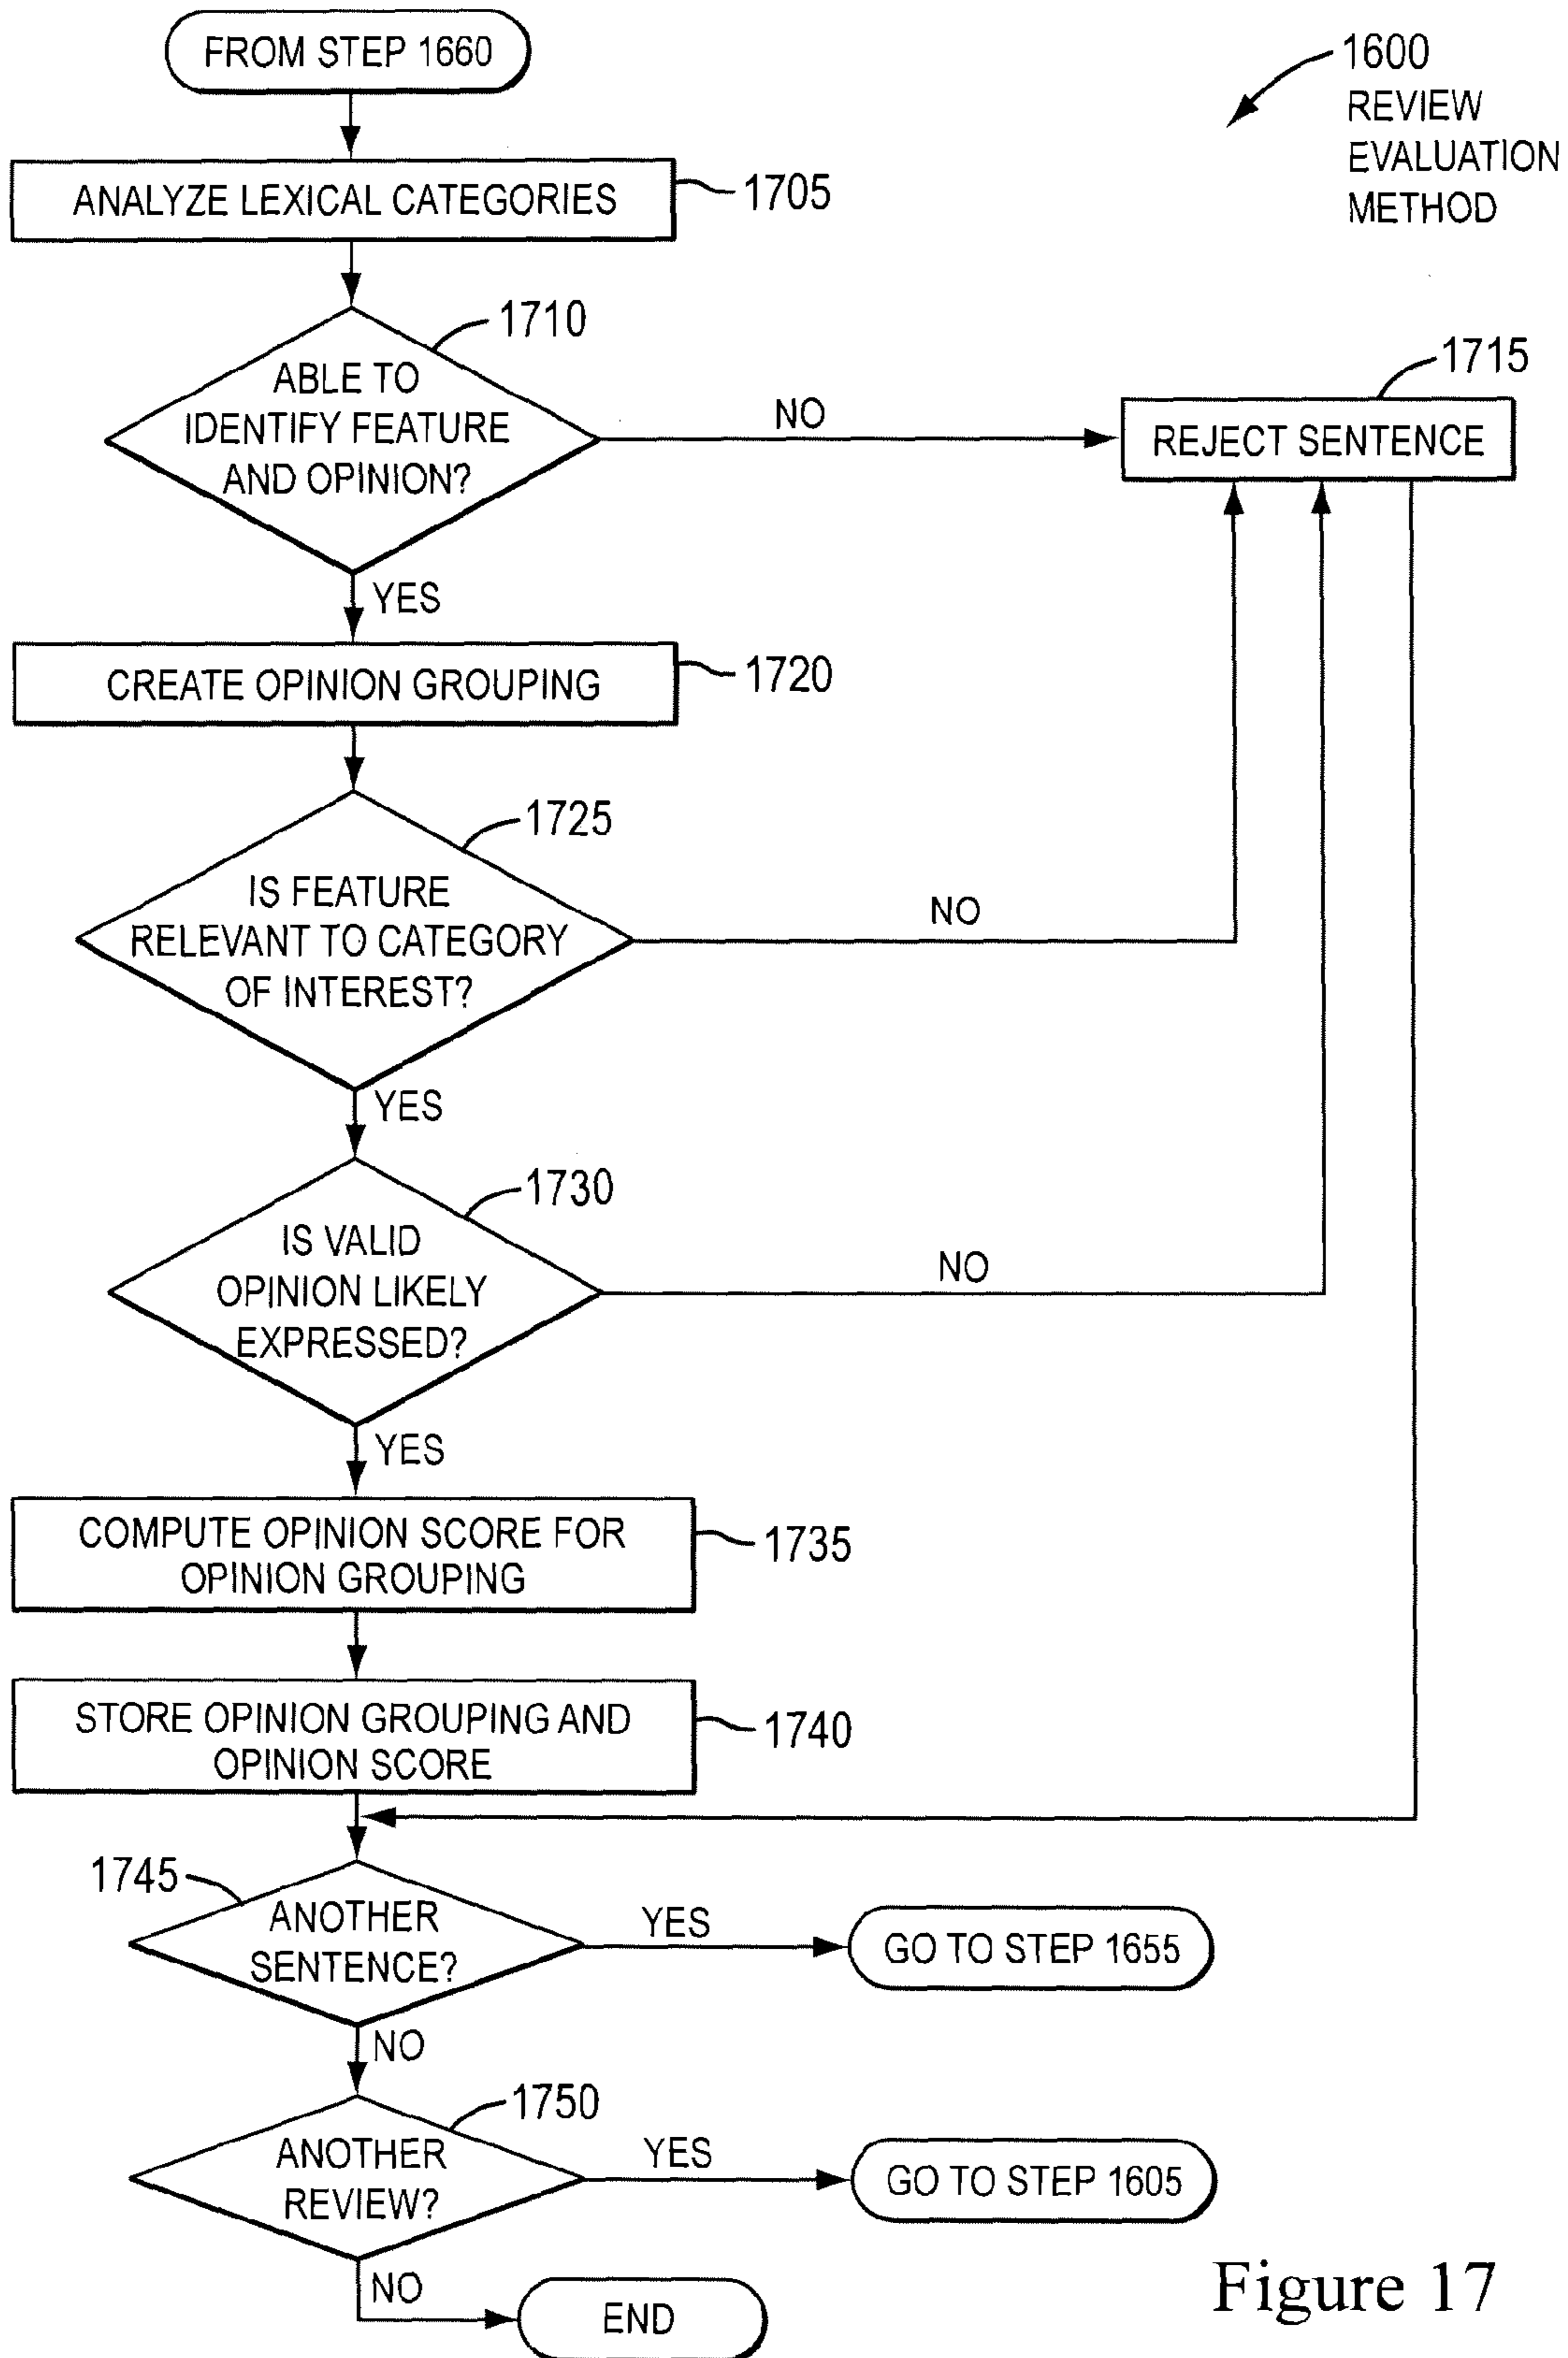 FROM STEP 1660
1600
REVIEW
EVALUATION
METHOD
ANALYZE LEXICAL CATEGORIES
1705
1710
ABLE TO
IDENTIFY FEATURE
AND OPINION?
NO
1715
REJECT SENTENCE
YES
CREATE OPINION GROUPING
1720
1725
IS FEATURE
RELEVANT TO CATEGORY
OF INTEREST?
NO
YES
1730
IS VALID
OPINION LIKELY
EXPRESSED?
NO
YES
COMPUTE OPINION SCORE FOR
OPINION GROUPING
1735
STORE OPINION GROUPING AND
OPINION SCORE
1740
1745
ANOTHER
SENTENCE?
YES
GO TO STEP 1655
NO
1750
ANOTHER
REVIEW?
YES
GO TO STEP 1605
NO
END
Figure 17